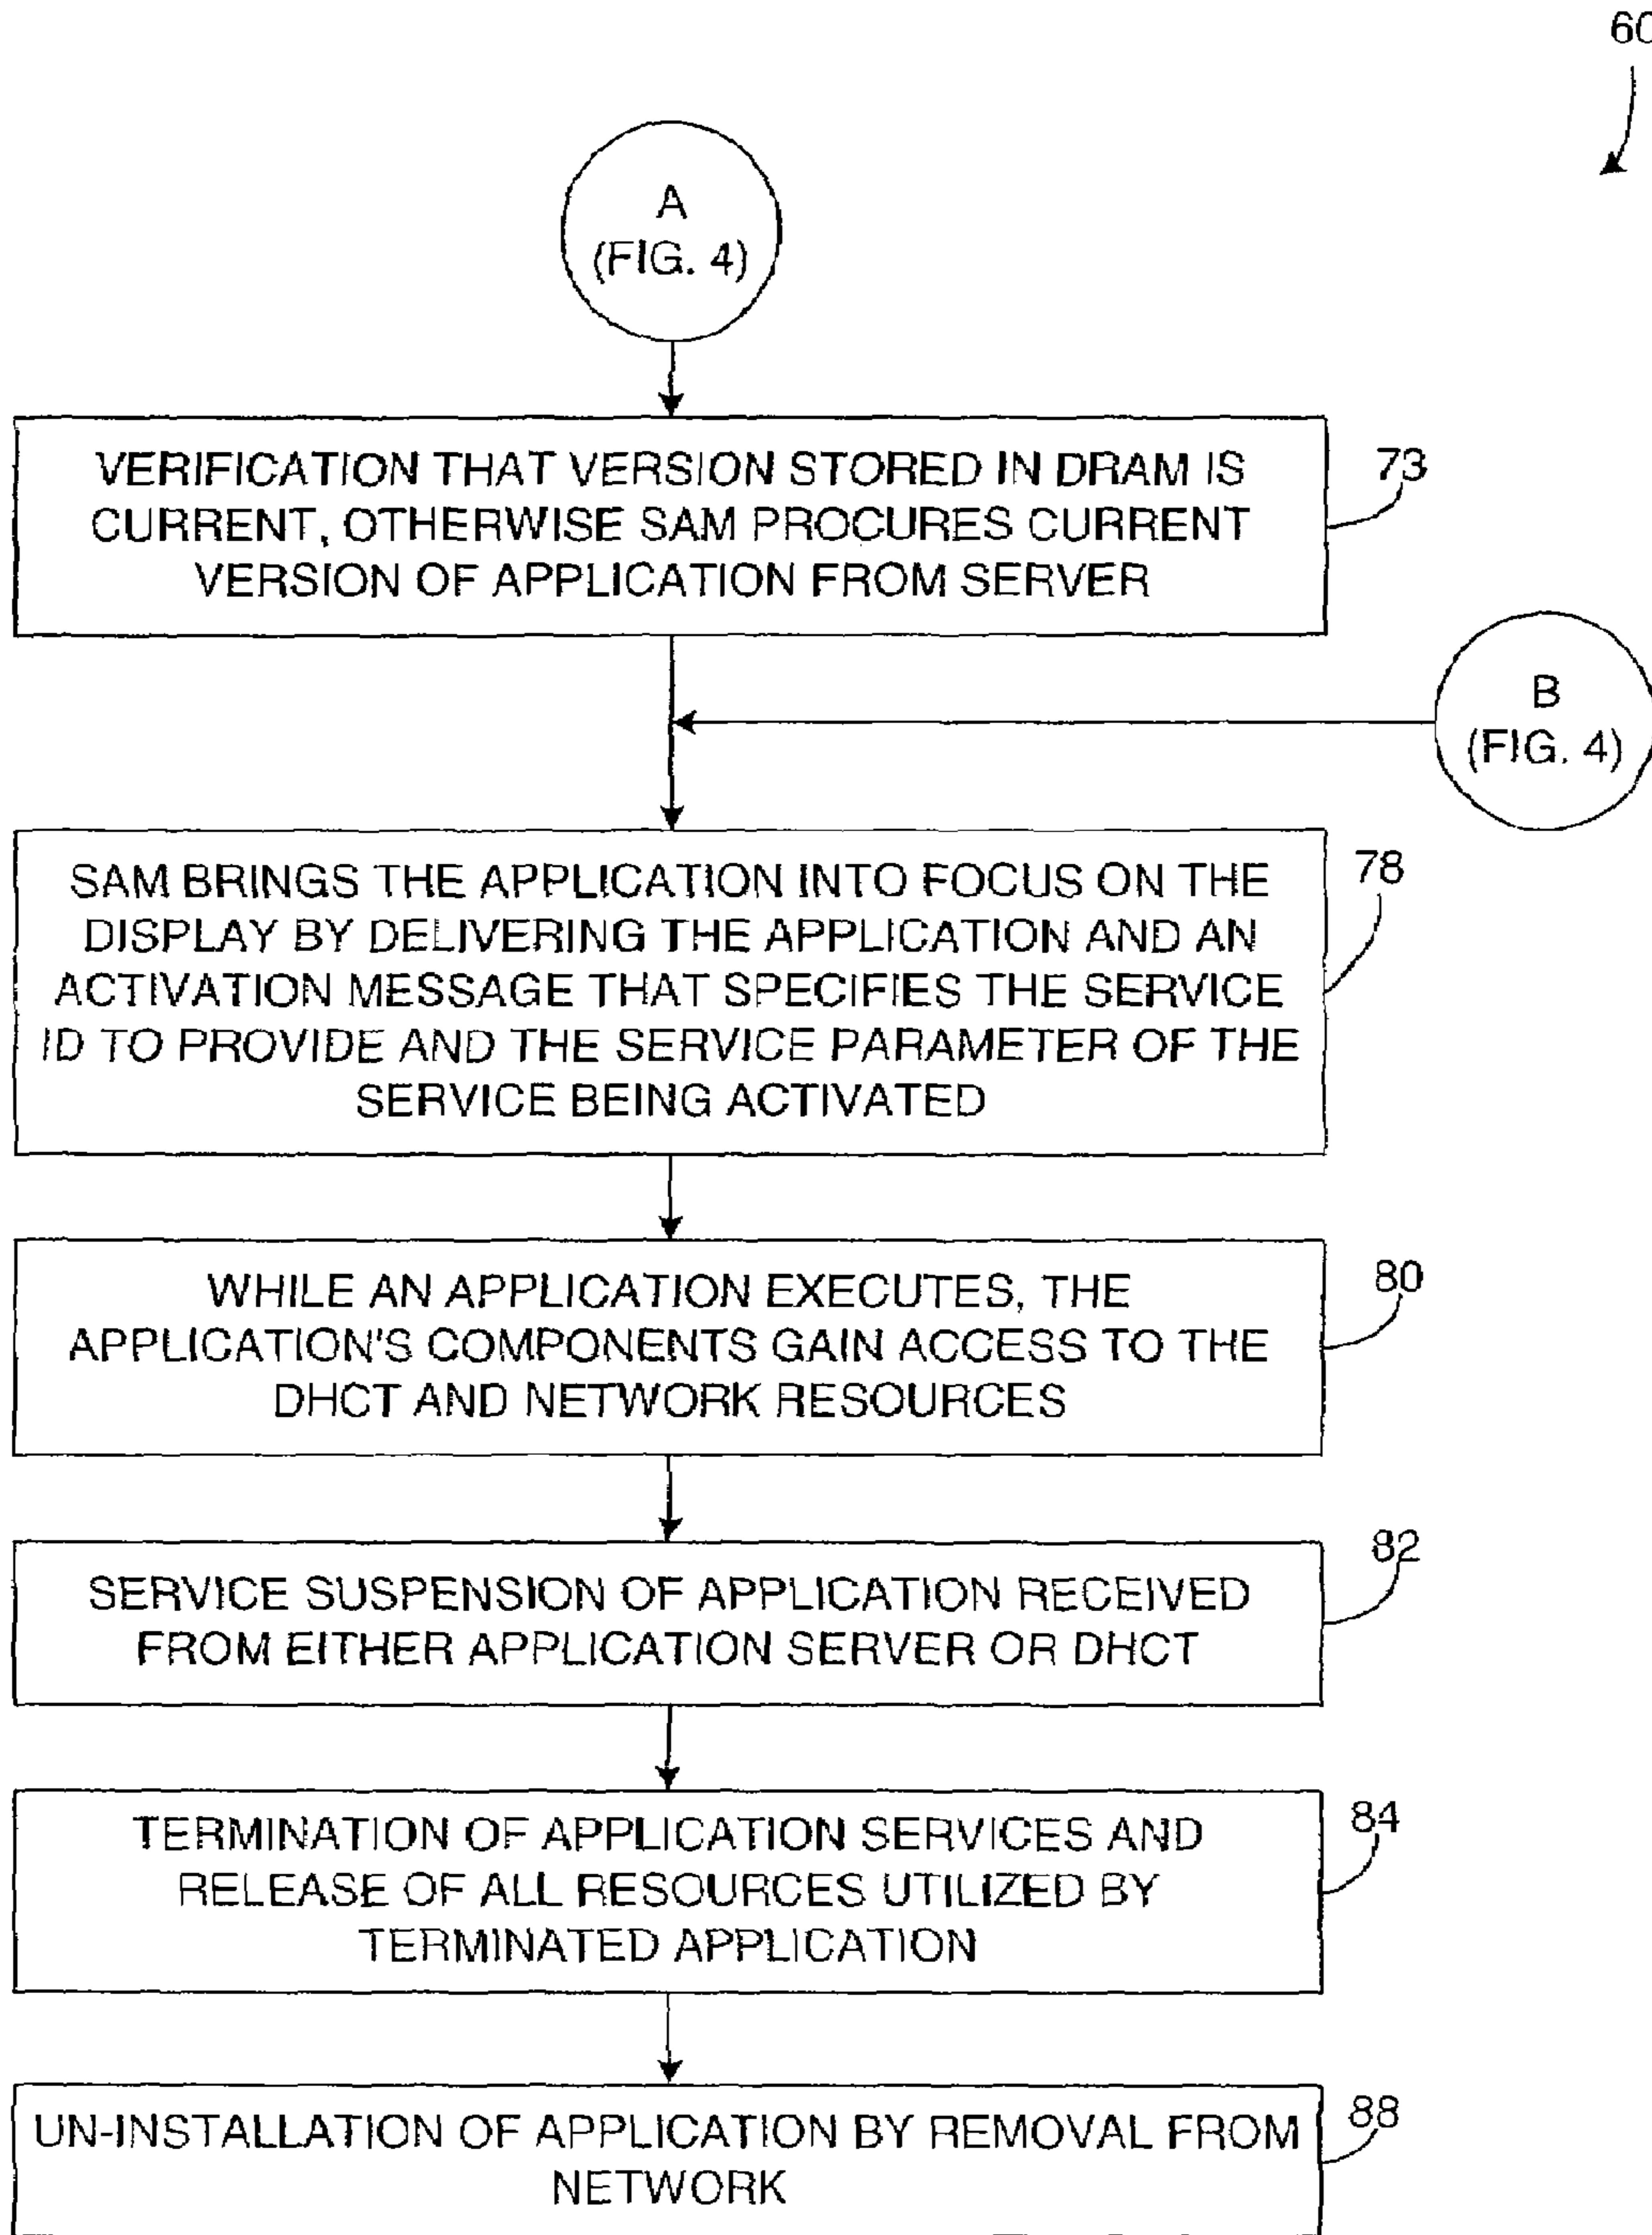 60
A
(FIG. 4)
VERIFICATION THAT VERSION STORED IN DRAM IS
CURRENT, OTHERWISE SAM PROCURES CURRENT
VERSION OF APPLICATION FROM SERVER
73
B
(FIG. 4)
SAM BRINGS THE APPLICATION INTO FOCUS ON THE
DISPLAY BY DELIVERING THE APPLICATION AND AN
ACTIVATION MESSAGE THAT SPECIFIES THE SERVICE
ID TO PROVIDE AND THE SERVICE PARAMETER OF THE
SERVICE BEING ACTIVATED
78
WHILE AN APPLICATION EXECUTES, THE
APPLICATION'S COMPONENTS GAIN ACCESS TO THE
DHCT AND NETWORK RESOURCES
80
SERVICE SUSPENSION OF APPLICATION RECEIVED
FROM EITHER APPLICATION SERVER OR DHCT
82
TERMINATION OF APPLICATION SERVICES AND
RELEASE OF ALL RESOURCES UTILIZED BY
TERMINATED APPLICATION
84
UN-INSTALLATION OF APPLICATION BY REMOVAL FROM
NETWORK
88